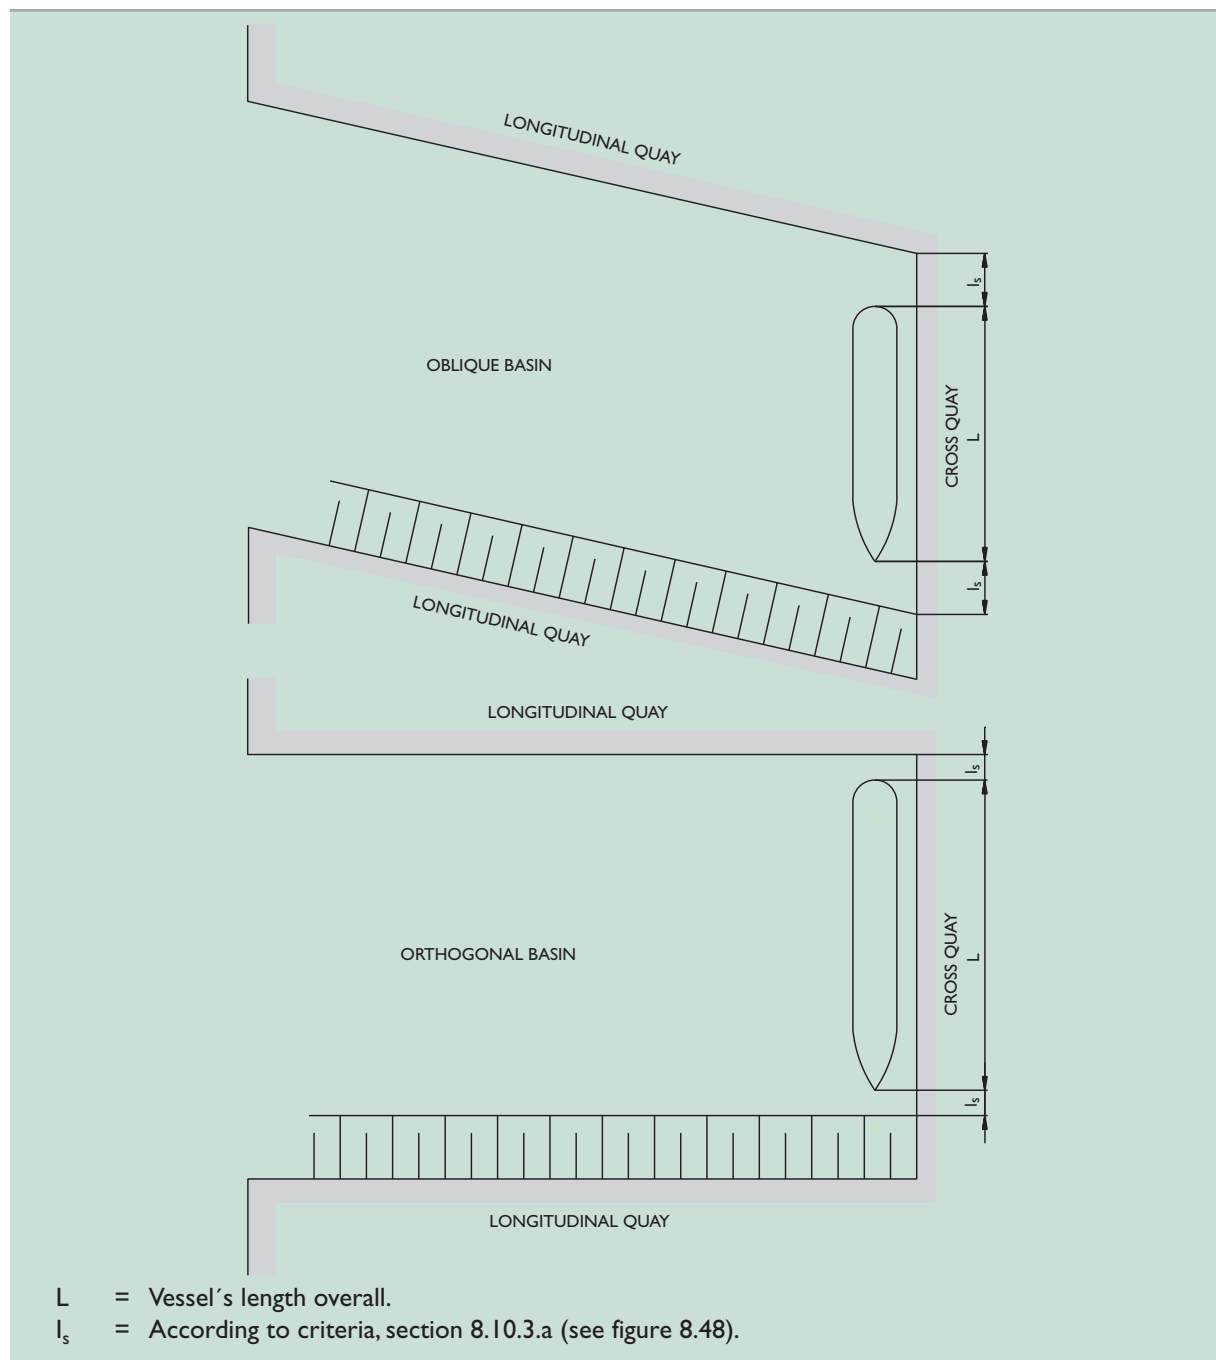 LONGITUDINAL QUAY
ls
OBLIQUE BASIN
CROSS QUAY
L
ls
LONGITUDINAL QUAY
LONGITUDINAL QUAY
ls
ORTHOGONAL BASIN
CROSS QUAY
L
ls
LONGITUDINAL QUAY
L = Vessel´s length overall.
ls = According to criteria, section 8.10.3.a (see figure 8.48).